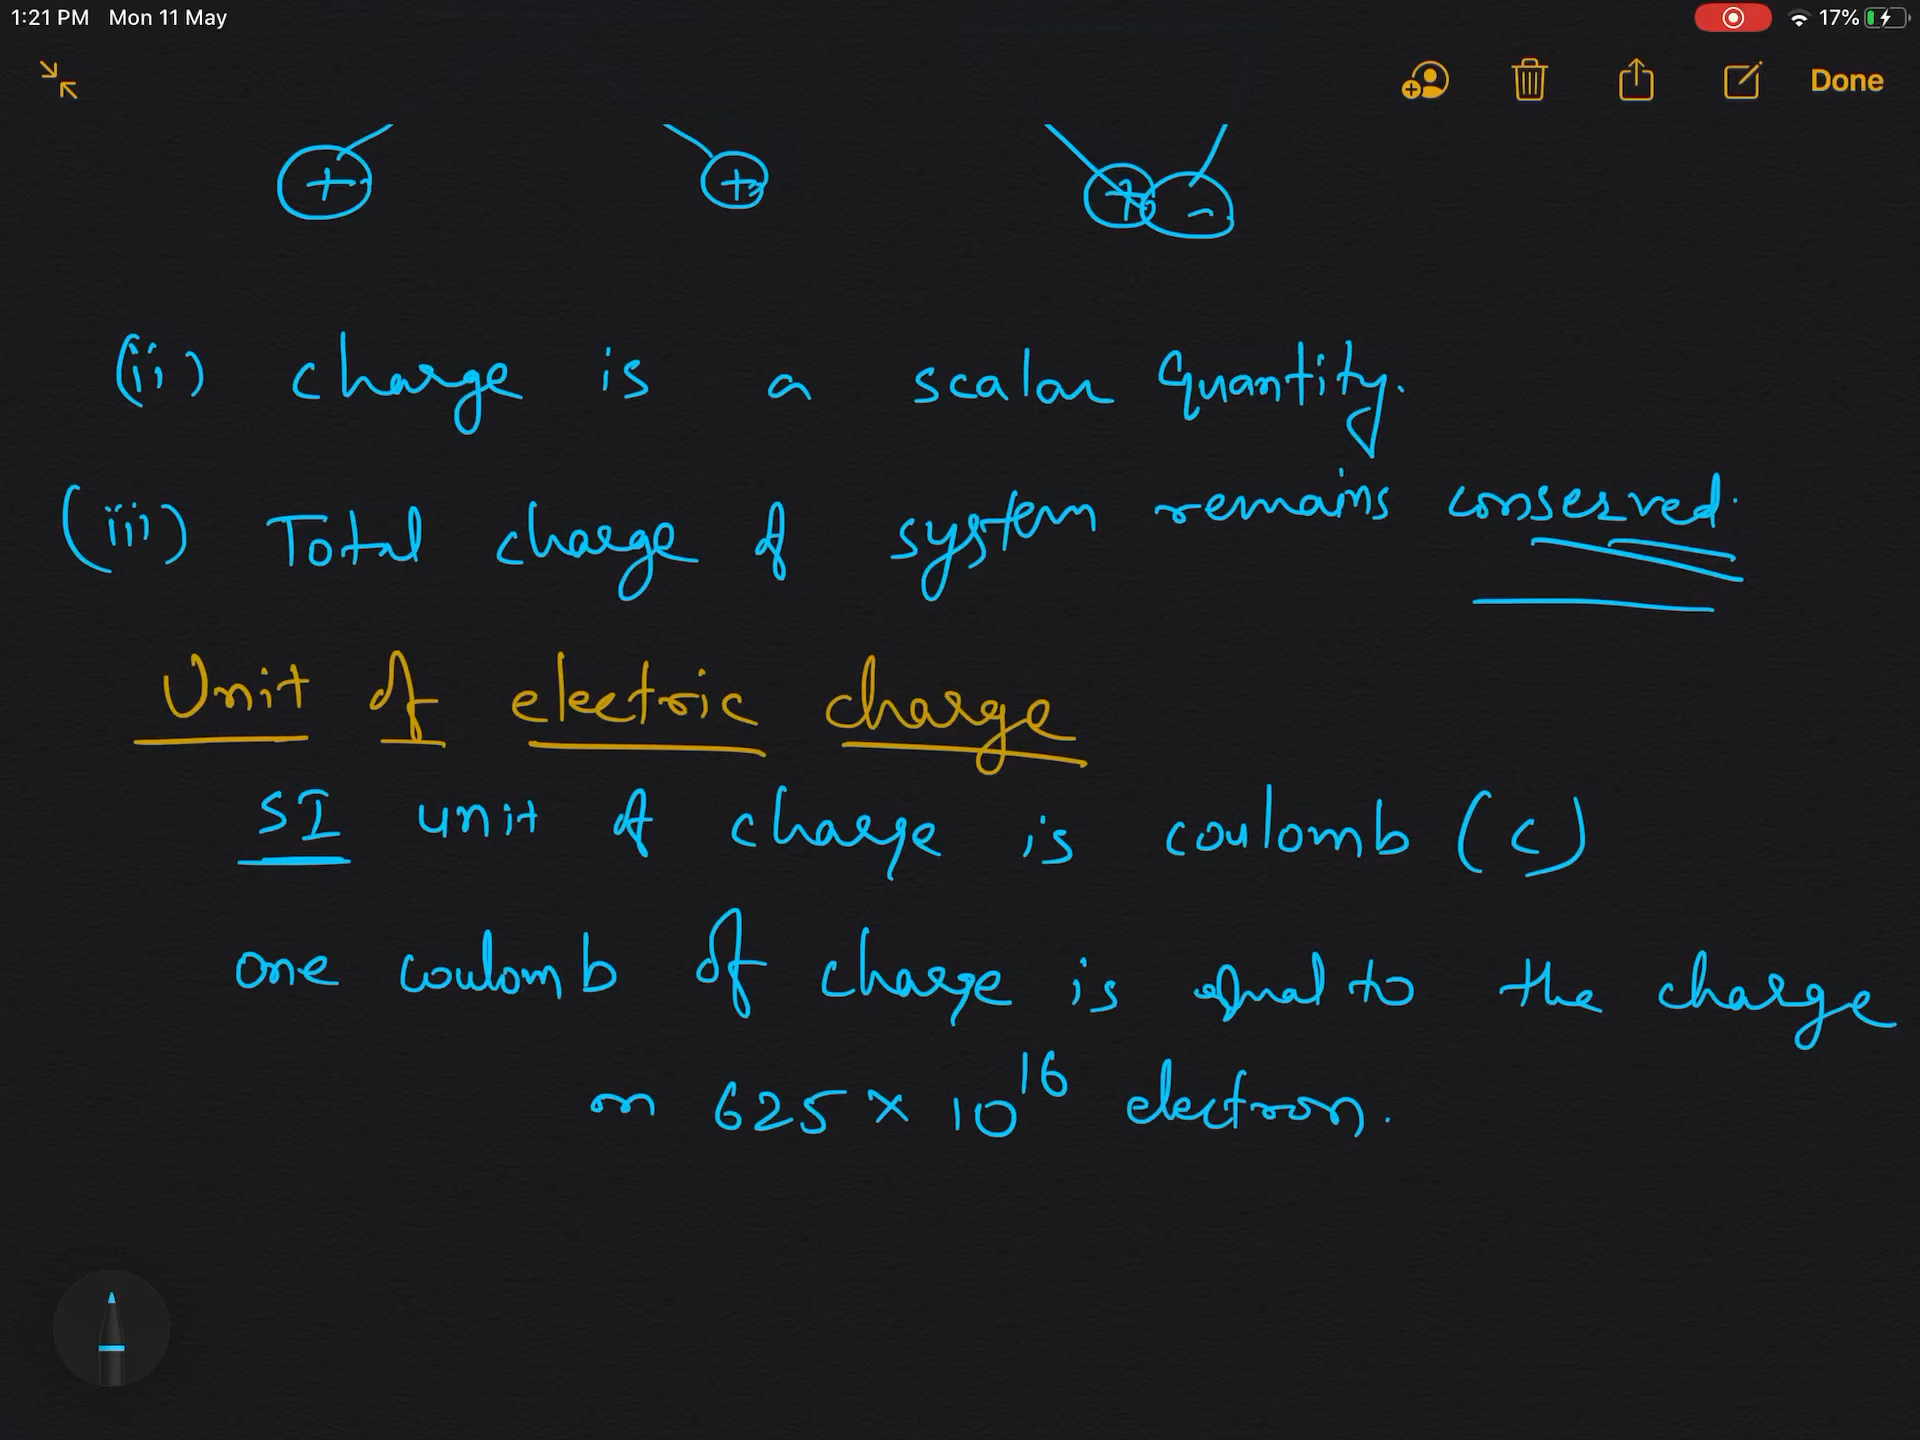 1:21 PM Mon 11 May 17%
Done
+ + + -
(ii) charge is a scalar quantity.
(iii) Total charge of system remains conserved.
Unit of electric charge
SI unit of charge is coulomb (c)
one coulomb of charge is equal to the charge
on 625 × 10^16 electron.